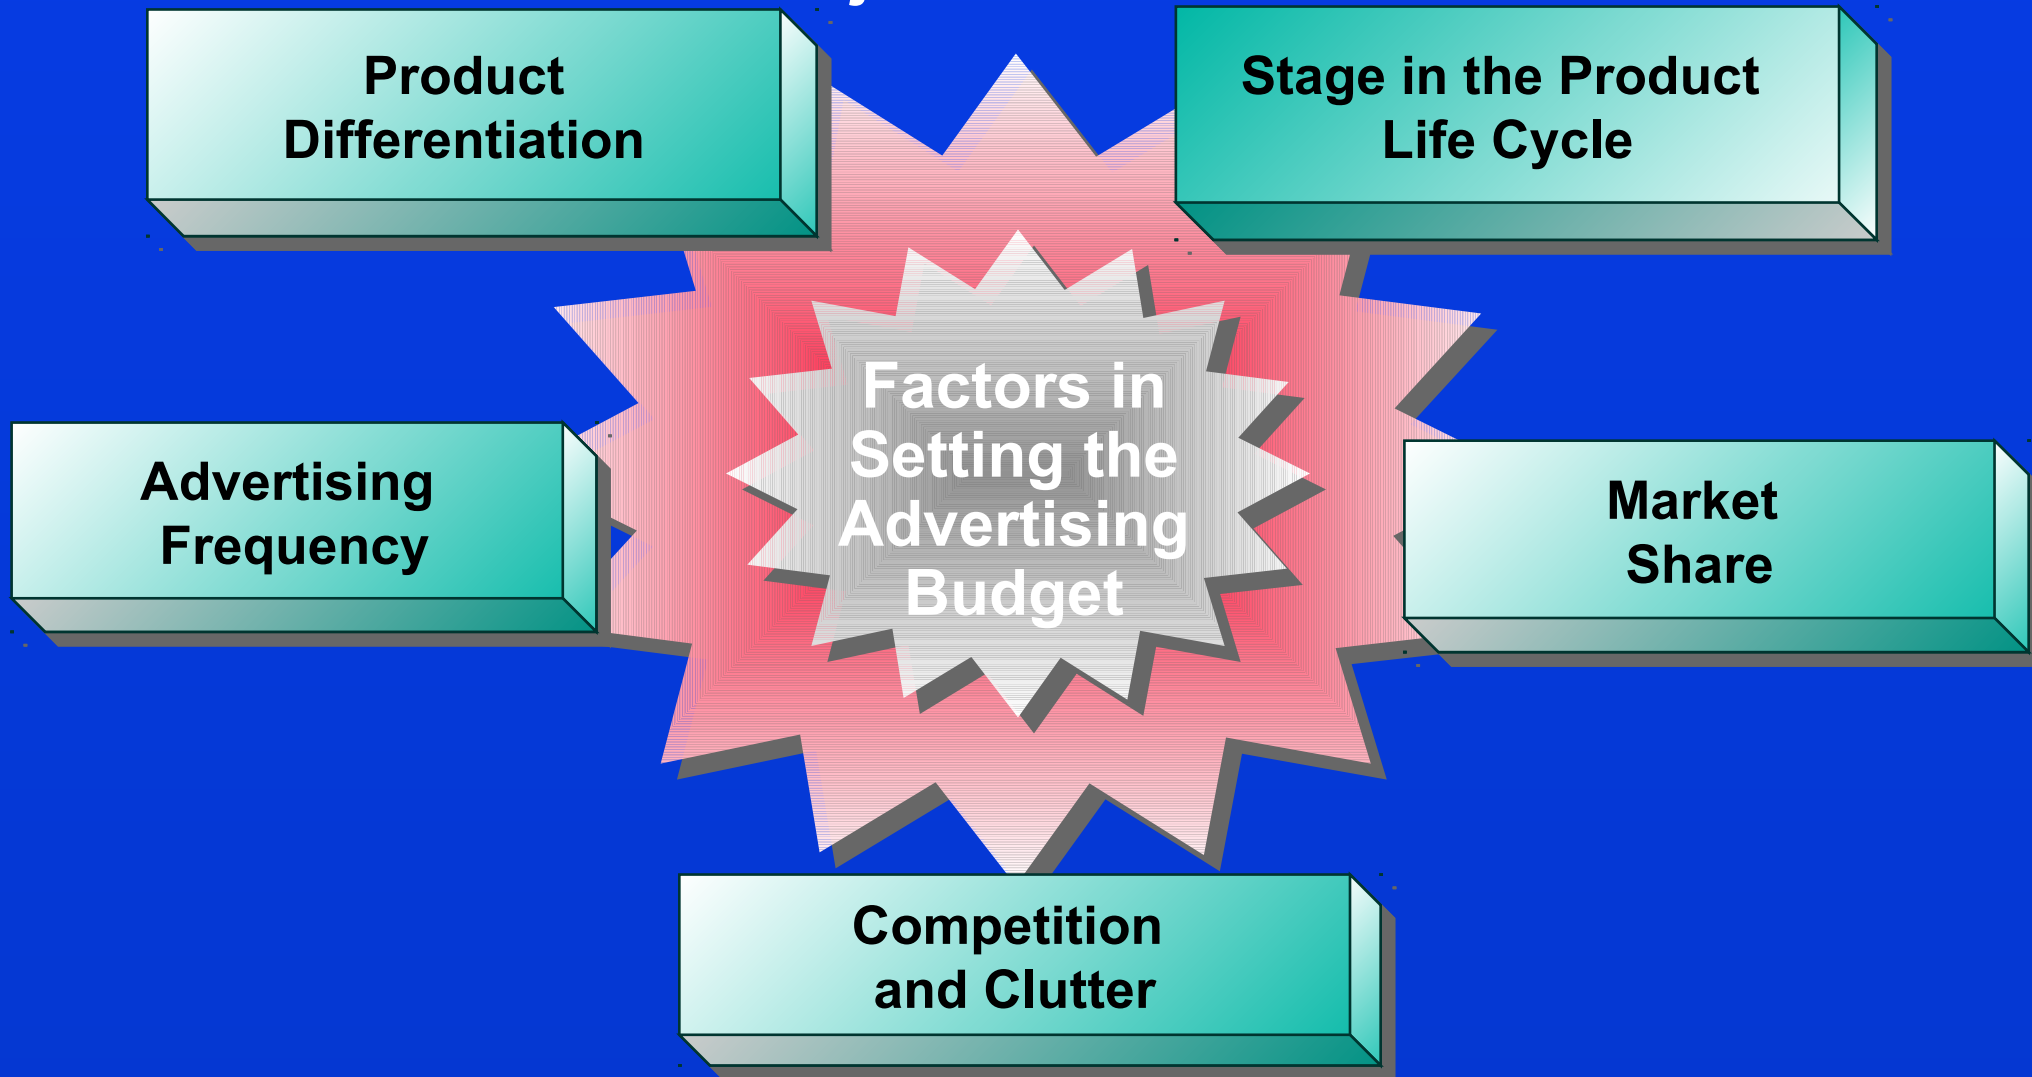 Product
Differentiation
Stage in the Product
Life Cycle
Factors in
Setting the
Advertising
Budget
Advertising
Frequency
Market
Share
Competition
and Clutter